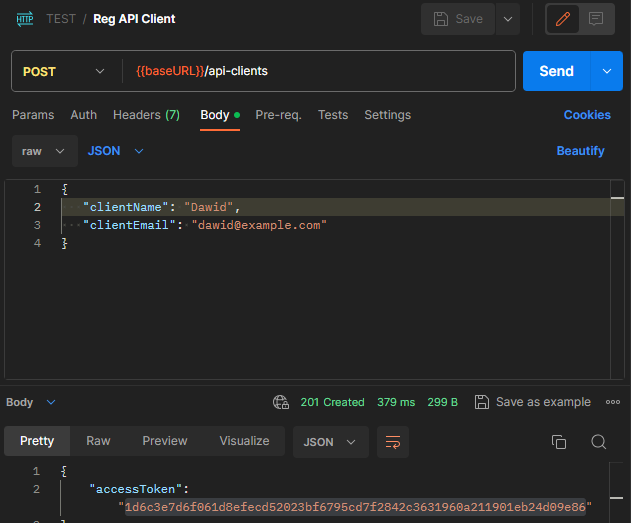 HTTP TEST / Reg API Client Save
POST {{baseURL}}/api-clients Send
Params Auth Headers (7) Body Pre-req. Tests Settings Cookies
raw JSON Beautify
1 {
2 "clientName": "Dawid",
3 "clientEmail": "dawid@example.com"
4 }
Body 201 Created 379 ms 299 B Save as example
Pretty Raw Preview Visualize JSON
1 {
2 "accessToken":
"1d6c3e7d6f061d8efecd52023bf6795cd7f2842c3631960a211901eb24d09e86"